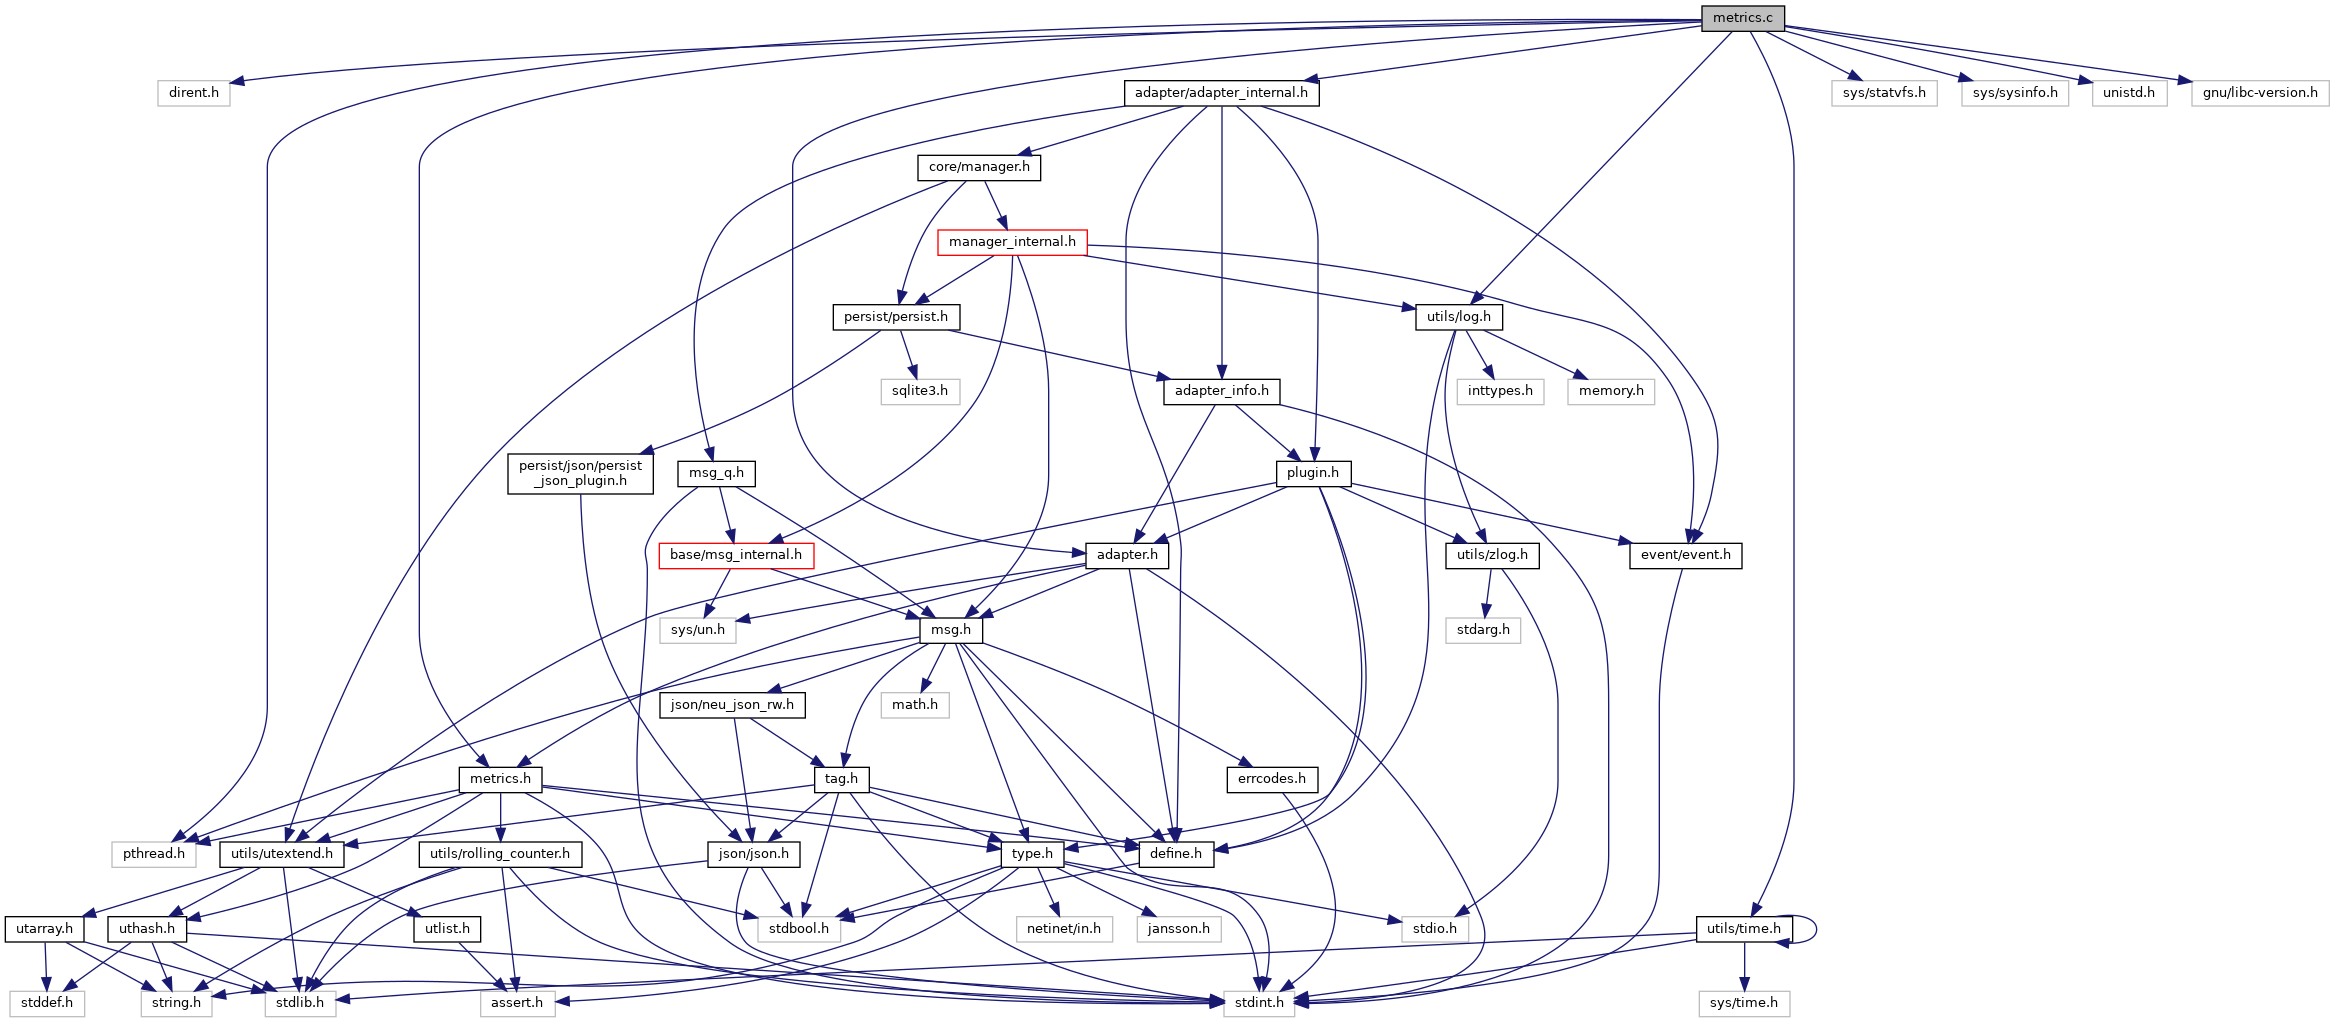 metrics.c
dirent.h
adapter/adapter_internal.h
sys/statvfs.h
sys/sysinfo.h
unistd.h
gnu/libc-version.h
core/manager.h
manager_internal.h
persist/persist.h
utils/log.h
sqlite3.h
adapter_info.h
inttypes.h
memory.h
persist/json/persist
_json_plugin.h
msg_q.h
plugin.h
base/msg_internal.h
adapter.h
utils/zlog.h
event/event.h
sys/un.h
msg.h
stdarg.h
json/neu_json_rw.h
math.h
metrics.h
tag.h
errcodes.h
pthread.h
utils/utextend.h
utils/rolling_counter.h
json/json.h
type.h
define.h
utarray.h
uthash.h
utlist.h
stdbool.h
netinet/in.h
jansson.h
stdio.h
utils/time.h
stddef.h
string.h
stdlib.h
assert.h
stdint.h
sys/time.h